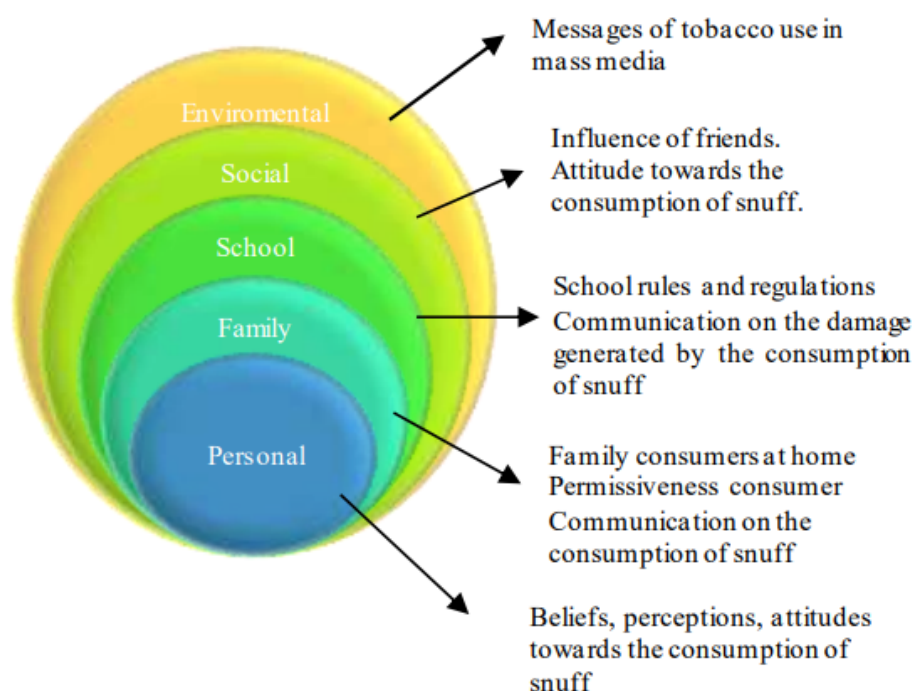 Messages of tobacco use in
mass media
Enviromental
Influence of friends.
Attitude towards the
consumption of snuff.
Social
School
School rules and regulations
Communication on the damage
generated by the consumption
of snuff
Family
Family consumers at home
Permissiveness consumer
Communication on the
consumption of snuff
Personal
Beliefs, perceptions, attitudes
towards the consumption of
snuff